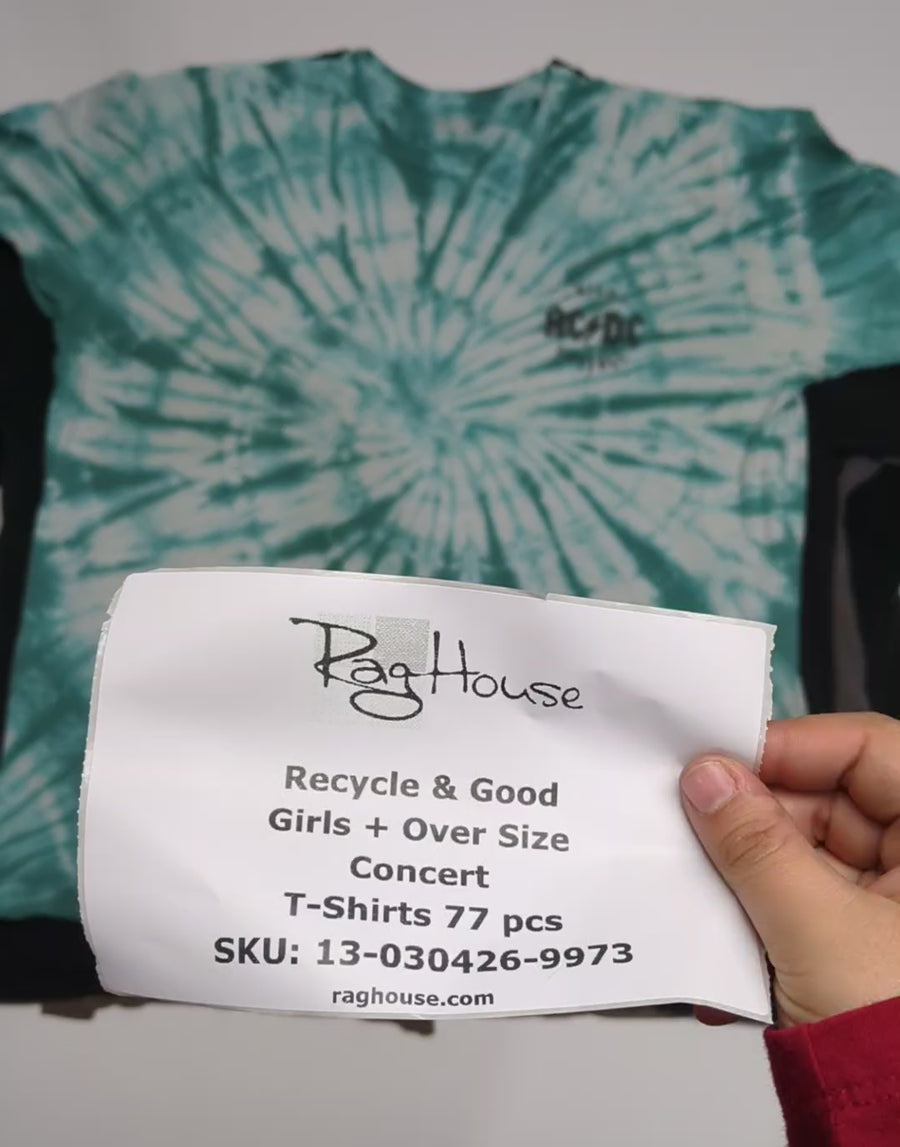 AC⚡DC
RagHouse
Recycle & Good
Girls + Over Size
Concert
T-Shirts 77 pcs
SKU: 13-030426-9973
raghouse.com